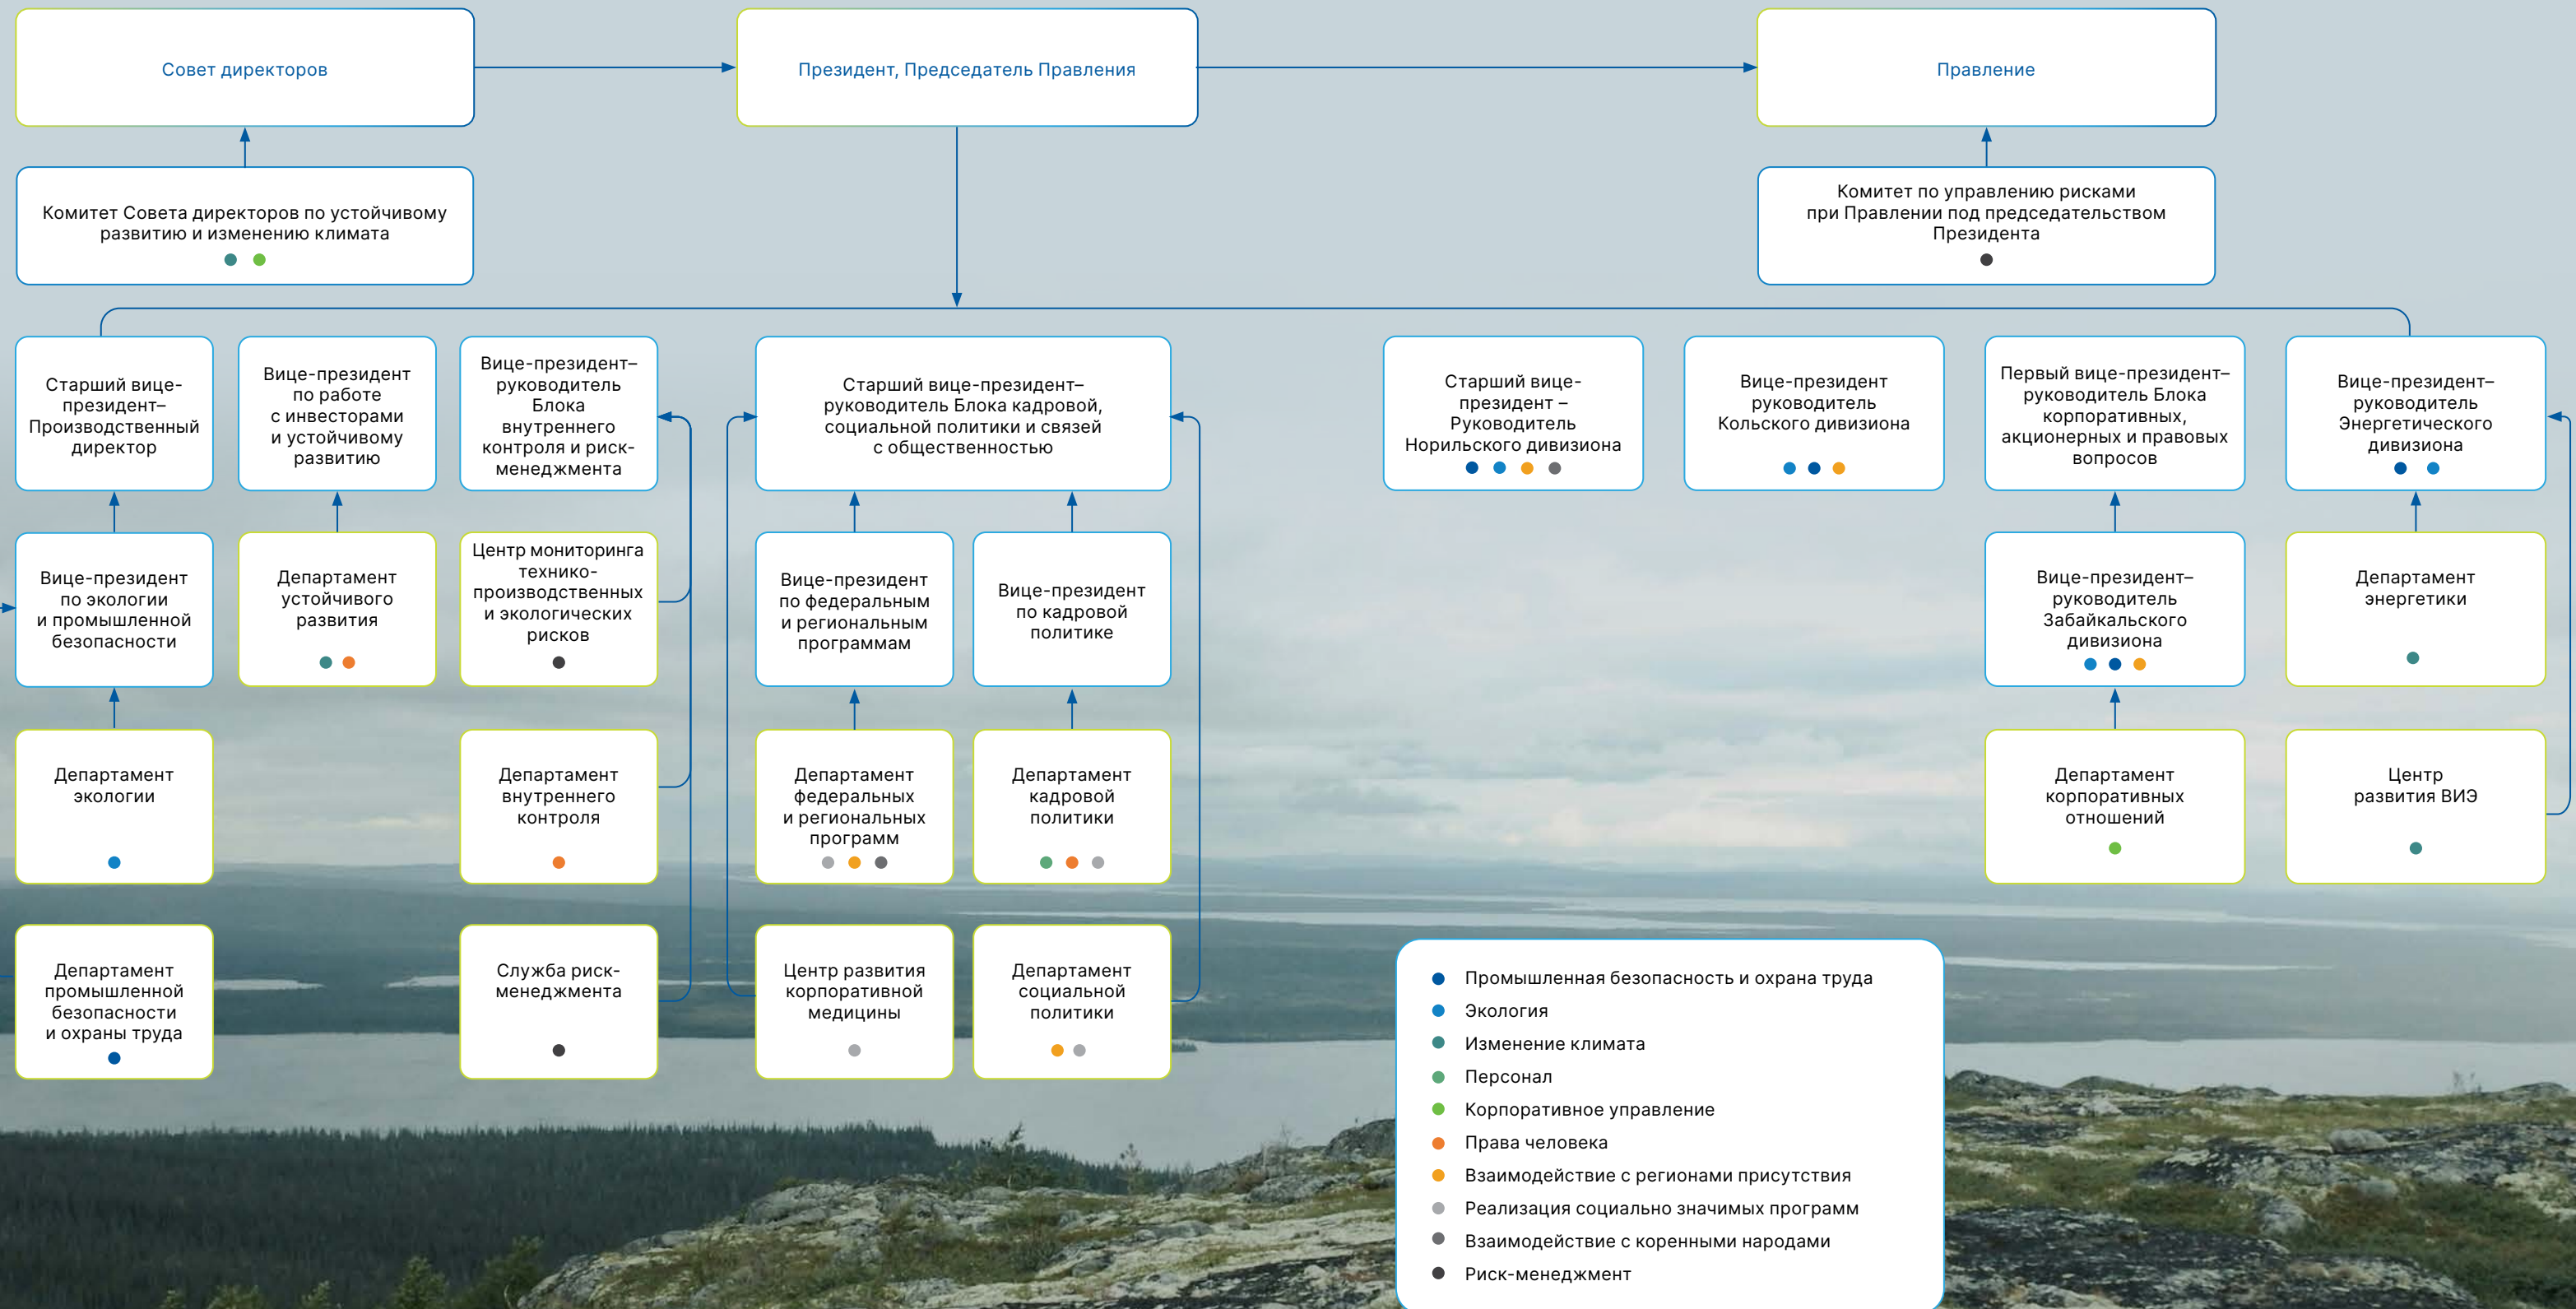 Совет директоров
Президент, Председатель Правления
Правление
Комитет Совета директоров по устойчивому
развитию и изменению климата
Комитет по управлению рисками
при Правлении под председательством
Президента
Старший вице-
президент–
Производственный
директор
Вице-президент
по работе
с инвесторами
и устойчивому
развитию
Вице-президент–
руководитель
Блока
внутреннего
контроля и риск-
менеджмента
Старший вице-президент–
руководитель Блока кадровой,
социальной политики и связей
с общественностью
Старший вице-
президент –
Руководитель
Норильского дивизиона
Вице-президент
руководитель
Кольского дивизиона
Первый вице-президент–
руководитель Блока
корпоративных,
акционерных и правовых
вопросов
Вице-президент–
руководитель
Энергетического
дивизиона
Вице-президент
по экологии
и промышленной
безопасности
Департамент
устойчивого
развития
Центр мониторинга
технико-
производственных
и экологических
рисков
Вице-президент
по федеральным
и региональным
программам
Вице-президент
по кадровой
политике
Вице-президент–
руководитель
Забайкальского
дивизиона
Департамент
энергетики
Департамент
экологии
Департамент
внутреннего
контроля
Департамент
федеральных
и региональных
программ
Департамент
кадровой
политики
Департамент
корпоративных
отношений
Центр
развития ВИЭ
Департамент
промышленной
безопасности
и охраны труда
Служба риск-
менеджмента
Центр развития
корпоративной
медицины
Департамент
социальной
политики
Промышленная безопасность и охрана труда
Экология
Изменение климата
Персонал
Корпоративное управление
Права человека
Взаимодействие с регионами присутствия
Реализация социально значимых программ
Взаимодействие с коренными народами
Риск-менеджмент